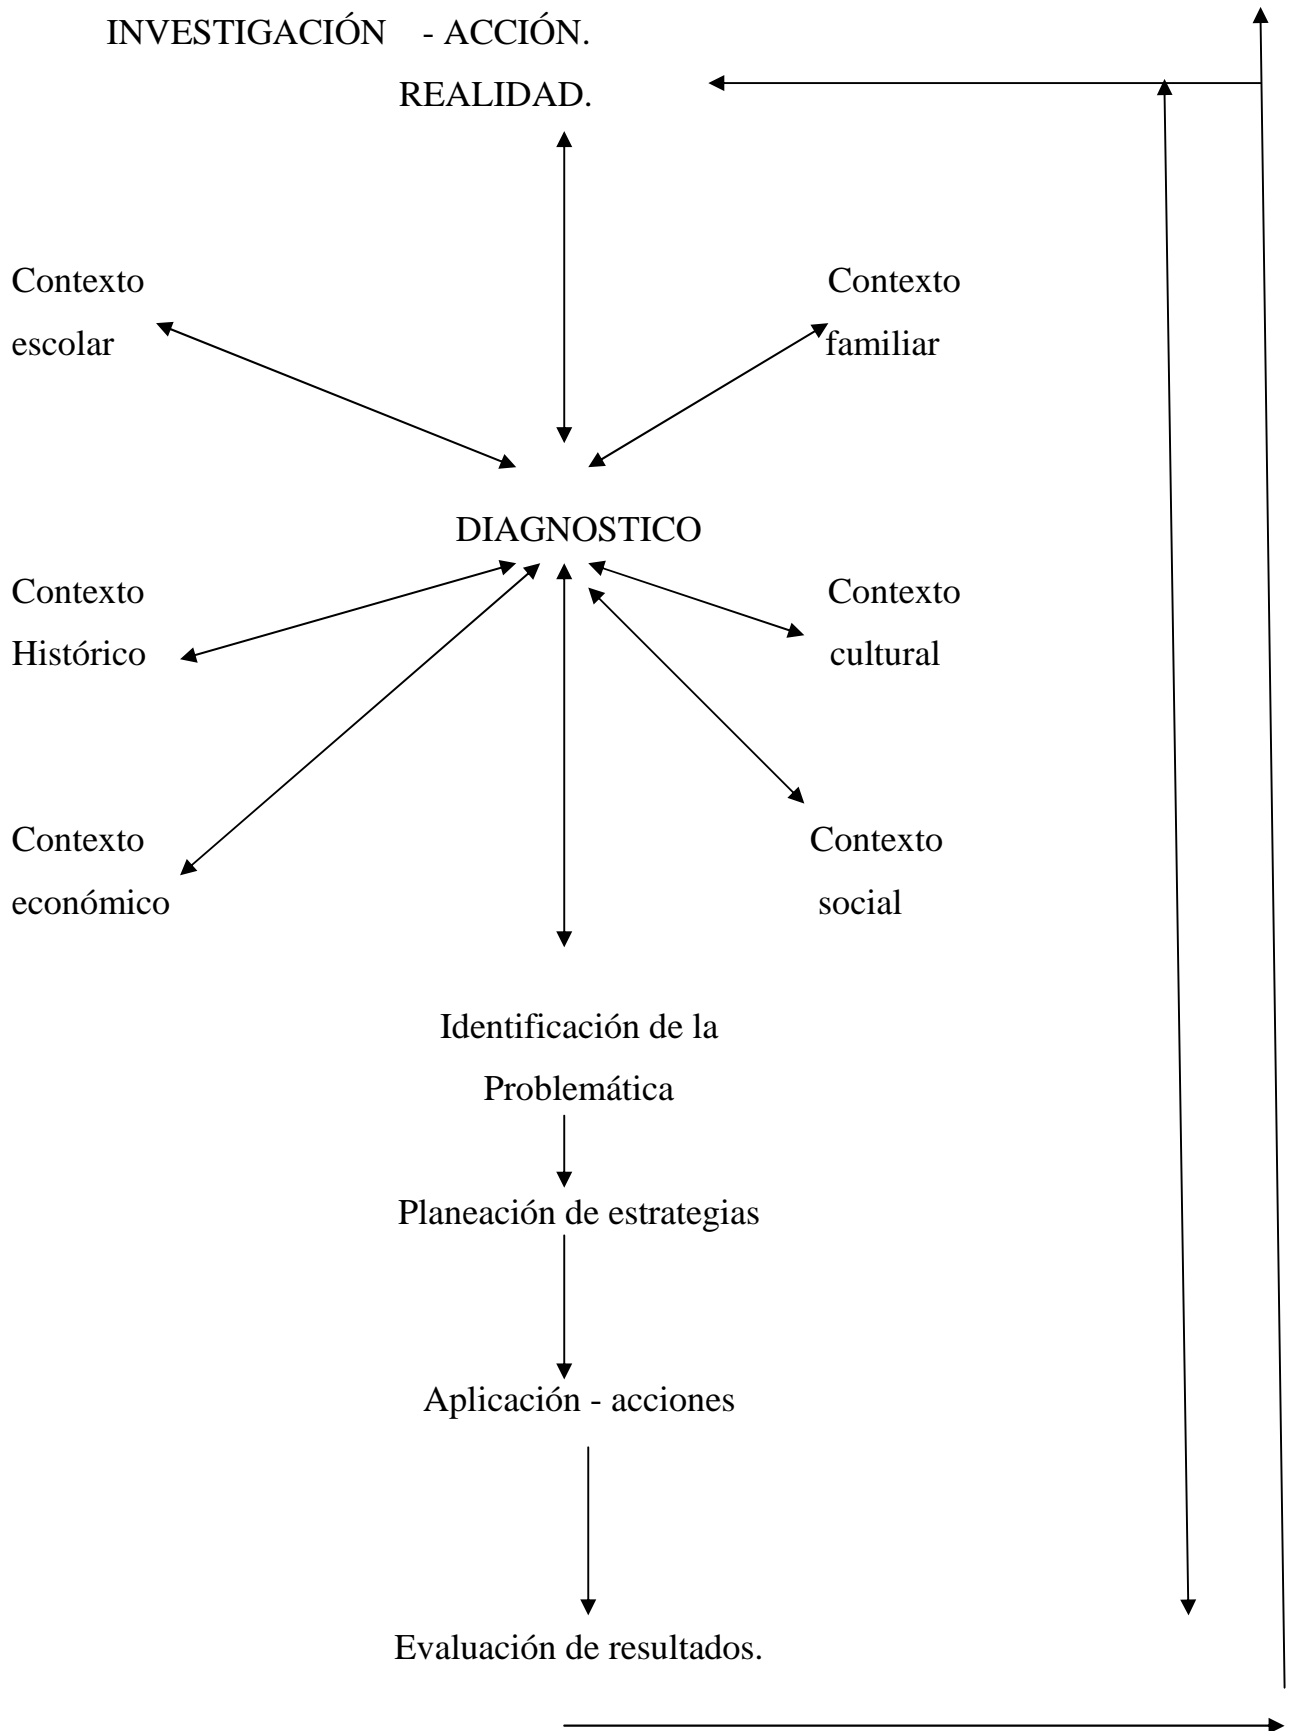 INVESTIGACIÓN - ACCIÓN.
REALIDAD.
Contexto Contexto
escolar familiar
DIAGNOSTICO
Contexto Contexto
Histórico cultural
Contexto Contexto
económico social
Identificación de la
Problemática
Planeación de estrategias
Aplicación - acciones
Evaluación de resultados.